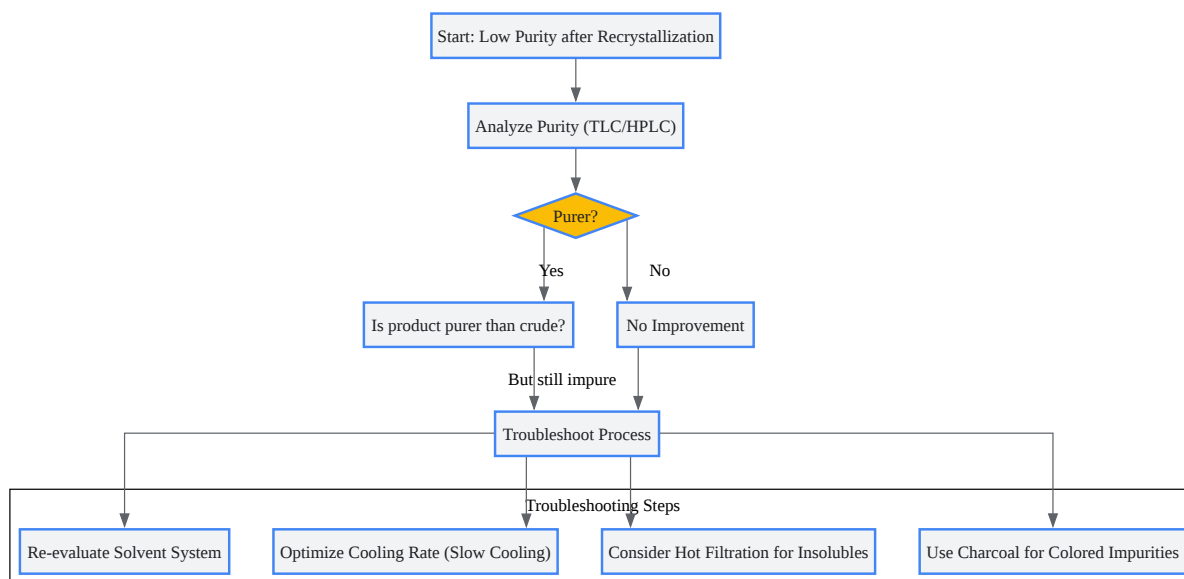 Start: Low Purity after Recrystallization
Analyze Purity (TLC/HPLC)
Purer?
Yes
No
Is product purer than crude?
No Improvement
But still impure
Troubleshoot Process
Troubleshooting Steps
Re-evaluate Solvent System
Optimize Cooling Rate (Slow Cooling)
Consider Hot Filtration for Insolubles
Use Charcoal for Colored Impurities